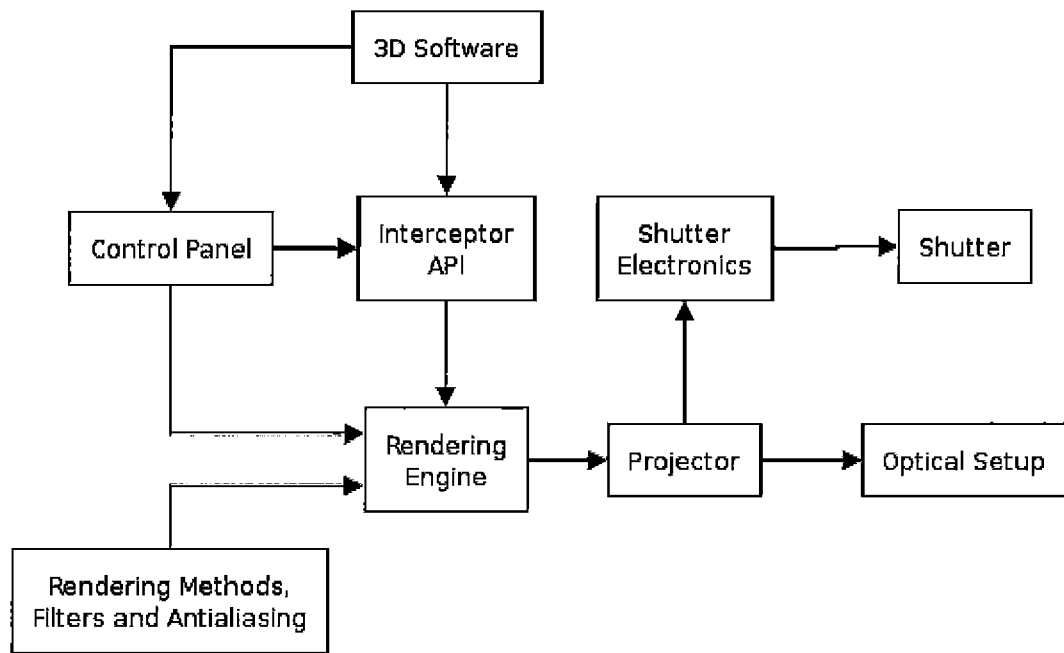 3D Software
Control Panel
Interceptor
API
Shutter
Electronics
Shutter
Rendering
Engine
Projector
Optical Setup
Rendering Methods,
Filters and Antialiasing